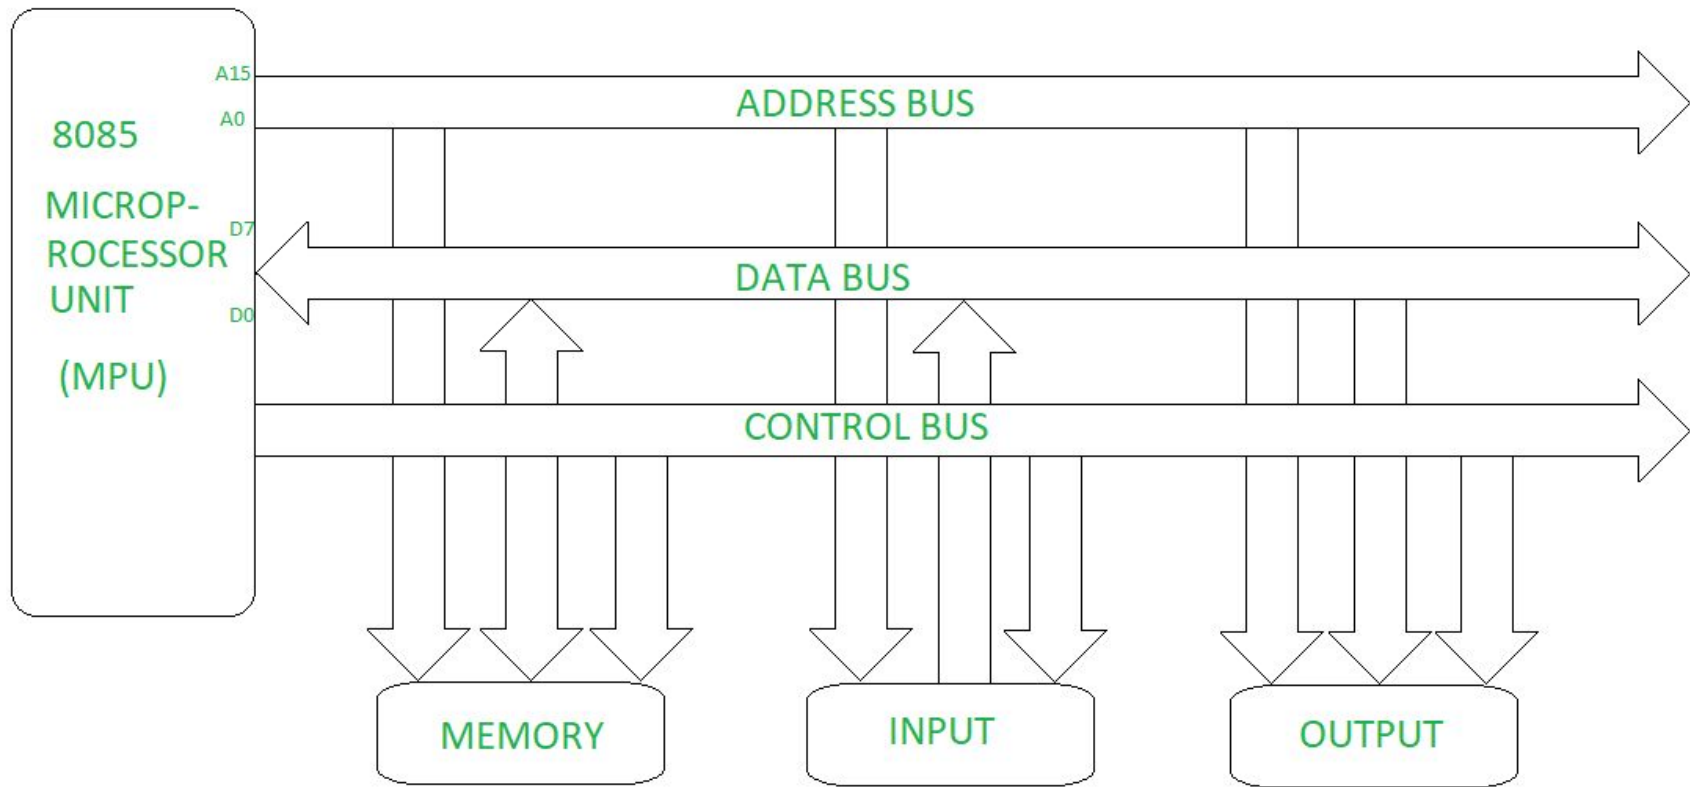 A15
ADDRESS BUS
A0
8085
MICROP-
D7
ROCESSOR
DATA BUS
UNIT
D0
(MPU)
CONTROL BUS
MEMORY
INPUT
OUTPUT